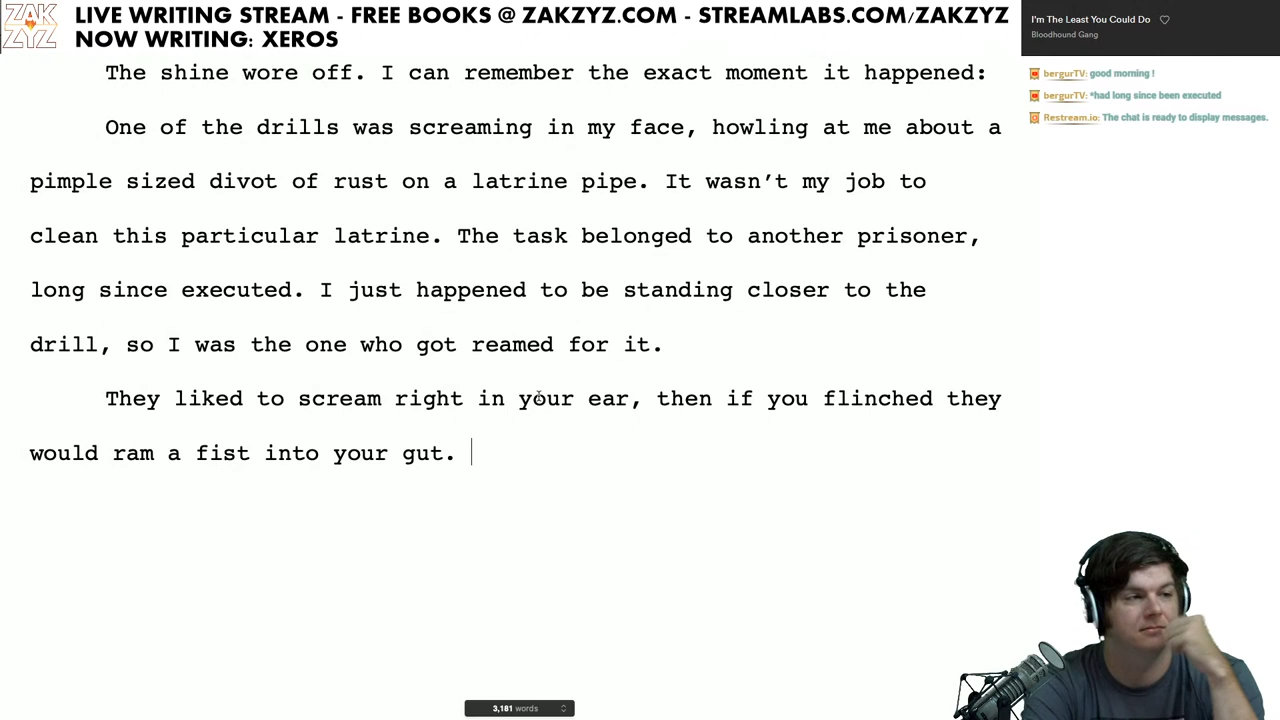 ZAK
ZYZ
LIVE WRITING STREAM - FREE BOOKS @ ZAKZYZ.COM - STREAMLABS.COM/ZAKZYZ
NOW WRITING: XEROS
The shine wore off. I can remember the exact moment it happened:
One of the drills was screaming in my face, howling at me about a
pimple sized divot of rust on a latrine pipe. It wasn’t my job to
clean this particular latrine. The task belonged to another prisoner,
long since executed. I just happened to be standing closer to the
drill, so I was the one who got reamed for it.
They liked to scream right in your ear, then if you flinched they
would ram a fist into your gut.
3,181 words
I'm The Least You Could Do
Bloodhound Gang
bergurTV: good morning !
bergurTV: *had long since been executed
Restream.io: The chat is ready to display messages.